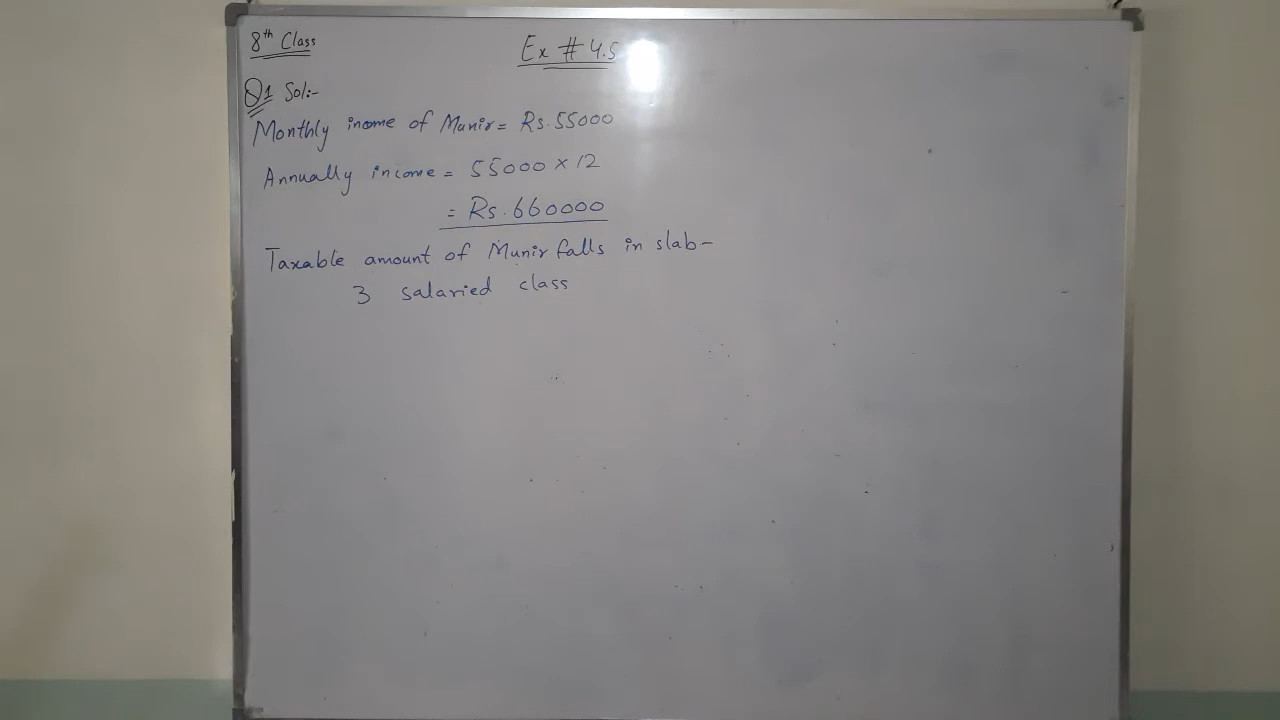 8th Class
Ex # 4.5
Q1 Sol:-
Monthly income of Munir = Rs.55000
Annually income = 55000 × 12
= Rs.660000
Taxable amount of Munir falls in slab-
3 salaried class